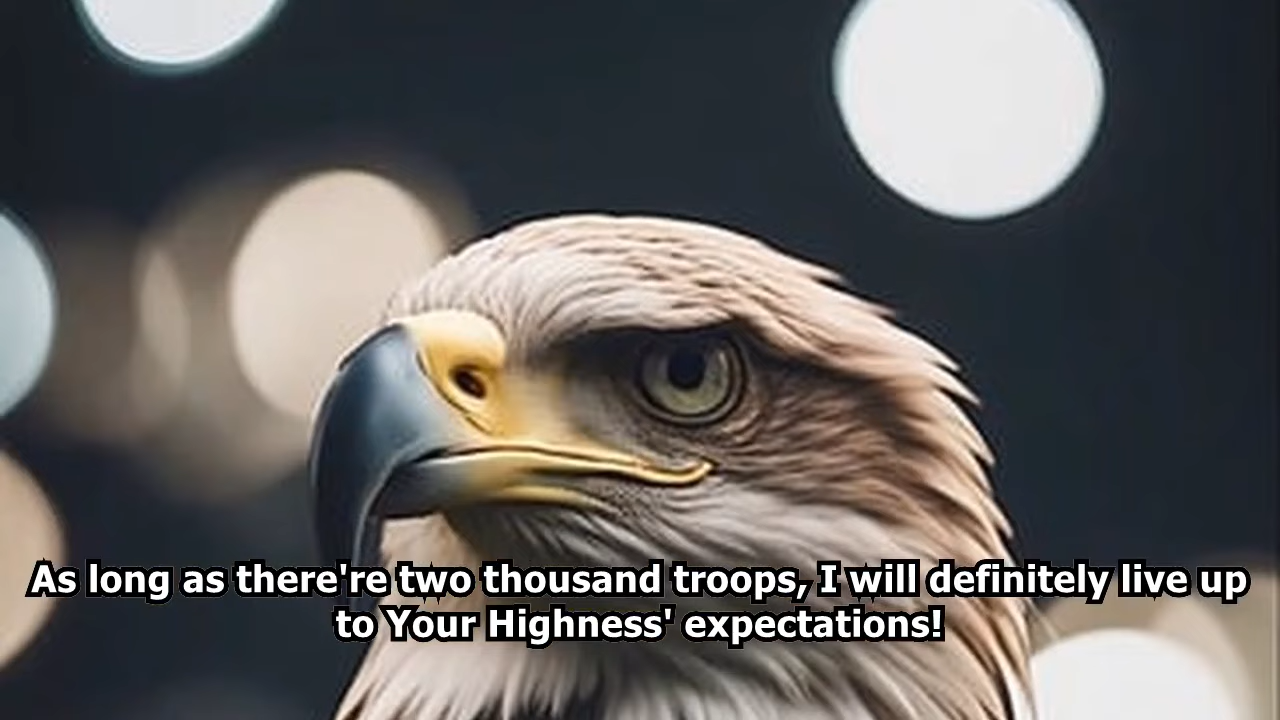 As long as there're two thousand troops, I will definitely live up
to Your Highness' expectations!